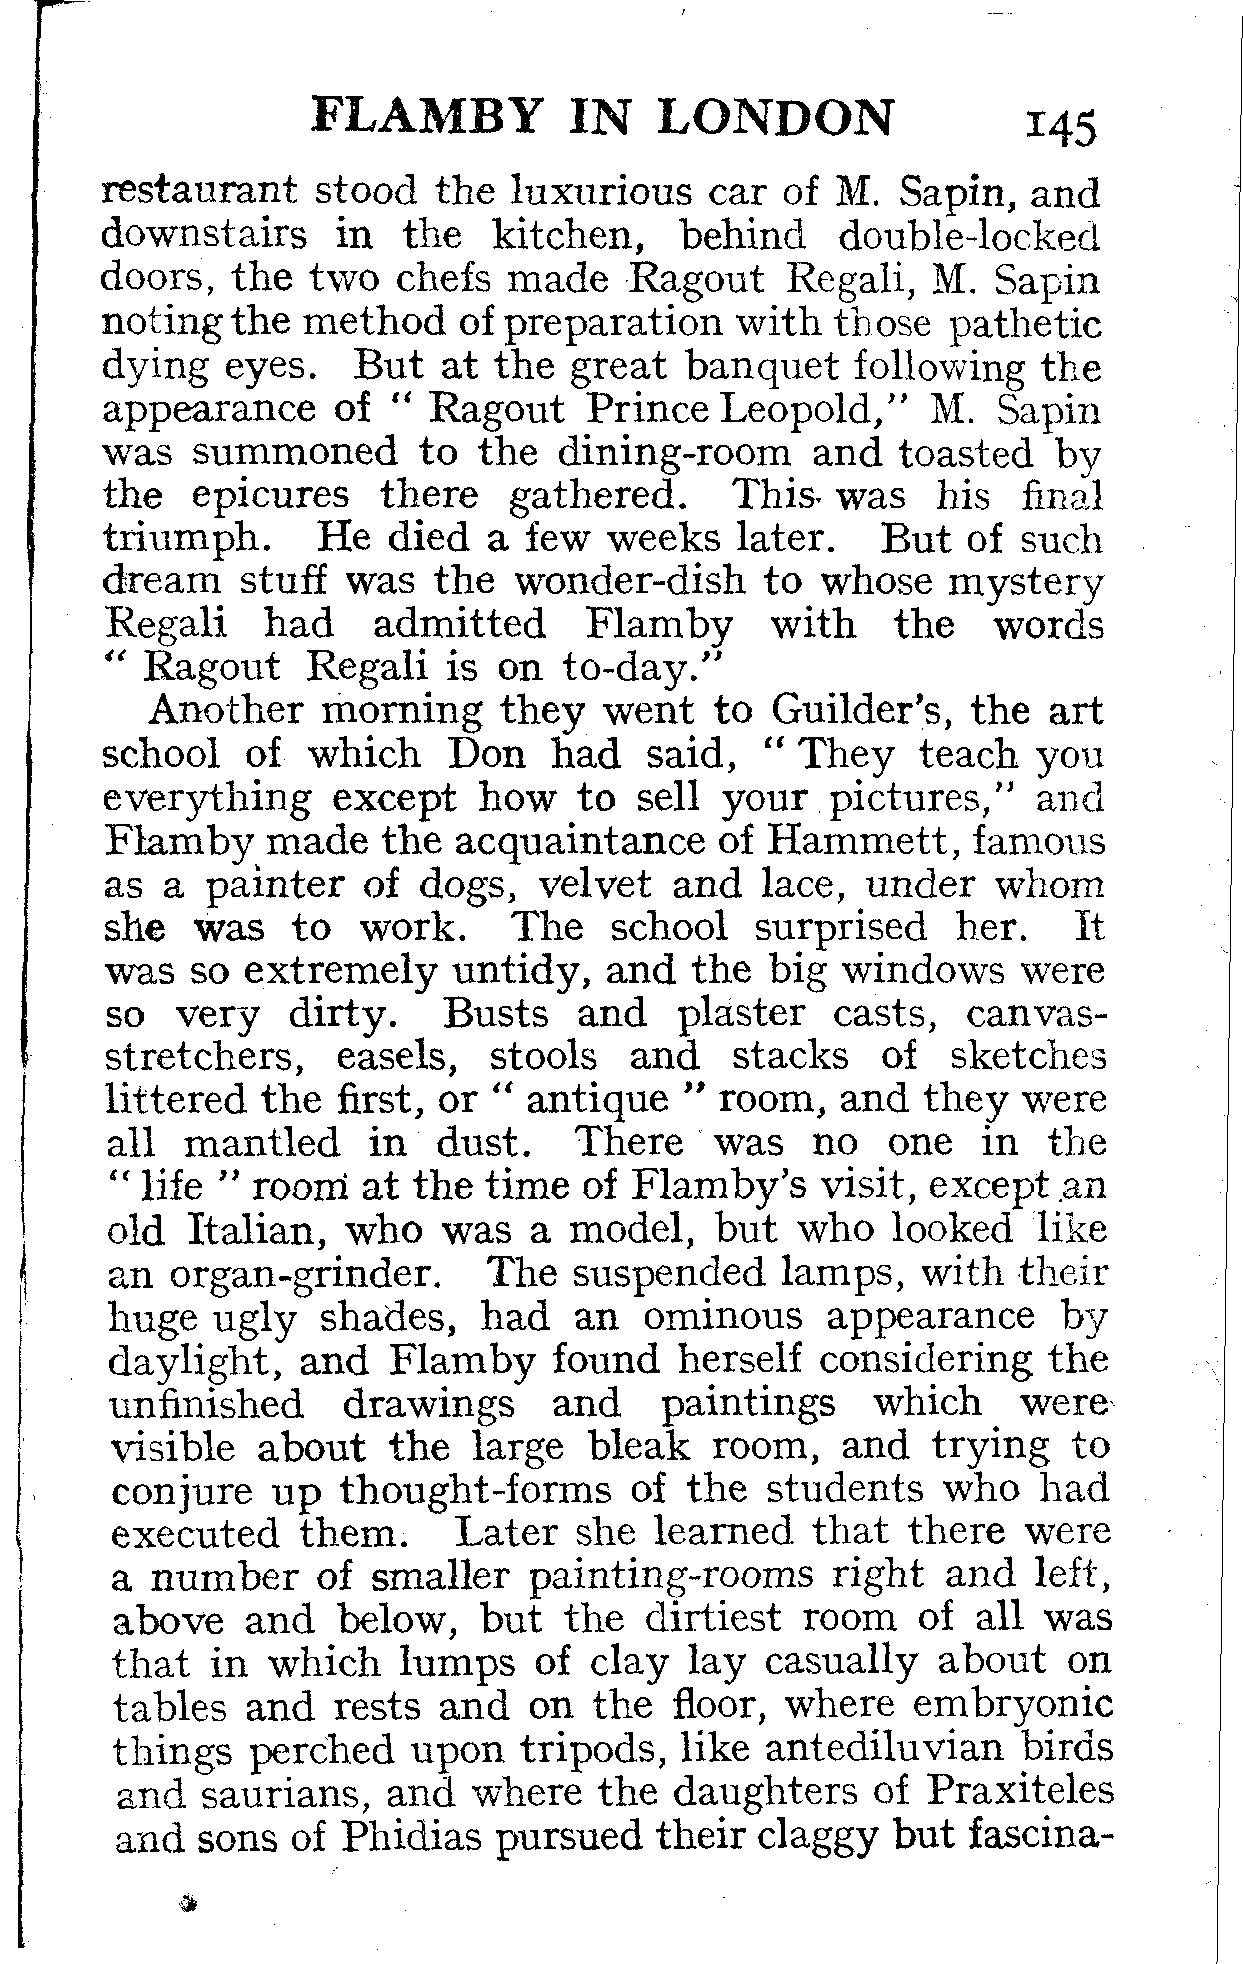 FLAMBY IN LONDON 145
restaurant stood the luxurious car of M. Sapin, and
downstairs in the kitchen, behind double-locked
doors, the two chefs made Ragout Regali, M. Sapin
noting the method of preparation with those pathetic
dying eyes. But at the great banquet following the
appearance of “ Ragout Prince Leopold,” M. Sapin
was summoned to the dining-room and toasted by
the epicures there gathered. This was his final
triumph. He died a few weeks later. But of such
dream stuff was the wonder-dish to whose mystery
Regali had admitted Flamby with the words
“ Ragout Regali is on to-day.”
Another morning they went to Guilder’s, the art
school of which Don had said, “ They teach you
everything except how to sell your pictures,” and
Flamby made the acquaintance of Hammett, famous
as a painter of dogs, velvet and lace, under whom
she was to work. The school surprised her. It
was so extremely untidy, and the big windows were
so very dirty. Busts and plaster casts, canvas-
stretchers, easels, stools and stacks of sketches
littered the first, or “ antique ” room, and they were
all mantled in dust. There was no one in the
“ life ” room at the time of Flamby’s visit, except an
old Italian, who was a model, but who looked like
an organ-grinder. The suspended lamps, with their
huge ugly shades, had an ominous appearance by
daylight, and Flamby found herself considering the
unfinished drawings and paintings which were
visible about the large bleak room, and trying to
conjure up thought-forms of the students who had
executed them. Later she learned that there were
a number of smaller painting-rooms right and left,
above and below, but the dirtiest room of all was
that in which lumps of clay lay casually about on
tables and rests and on the floor, where embryonic
things perched upon tripods, like antediluvian birds
and saurians, and where the daughters of Praxiteles
and sons of Phidias pursued their claggy but fascina-